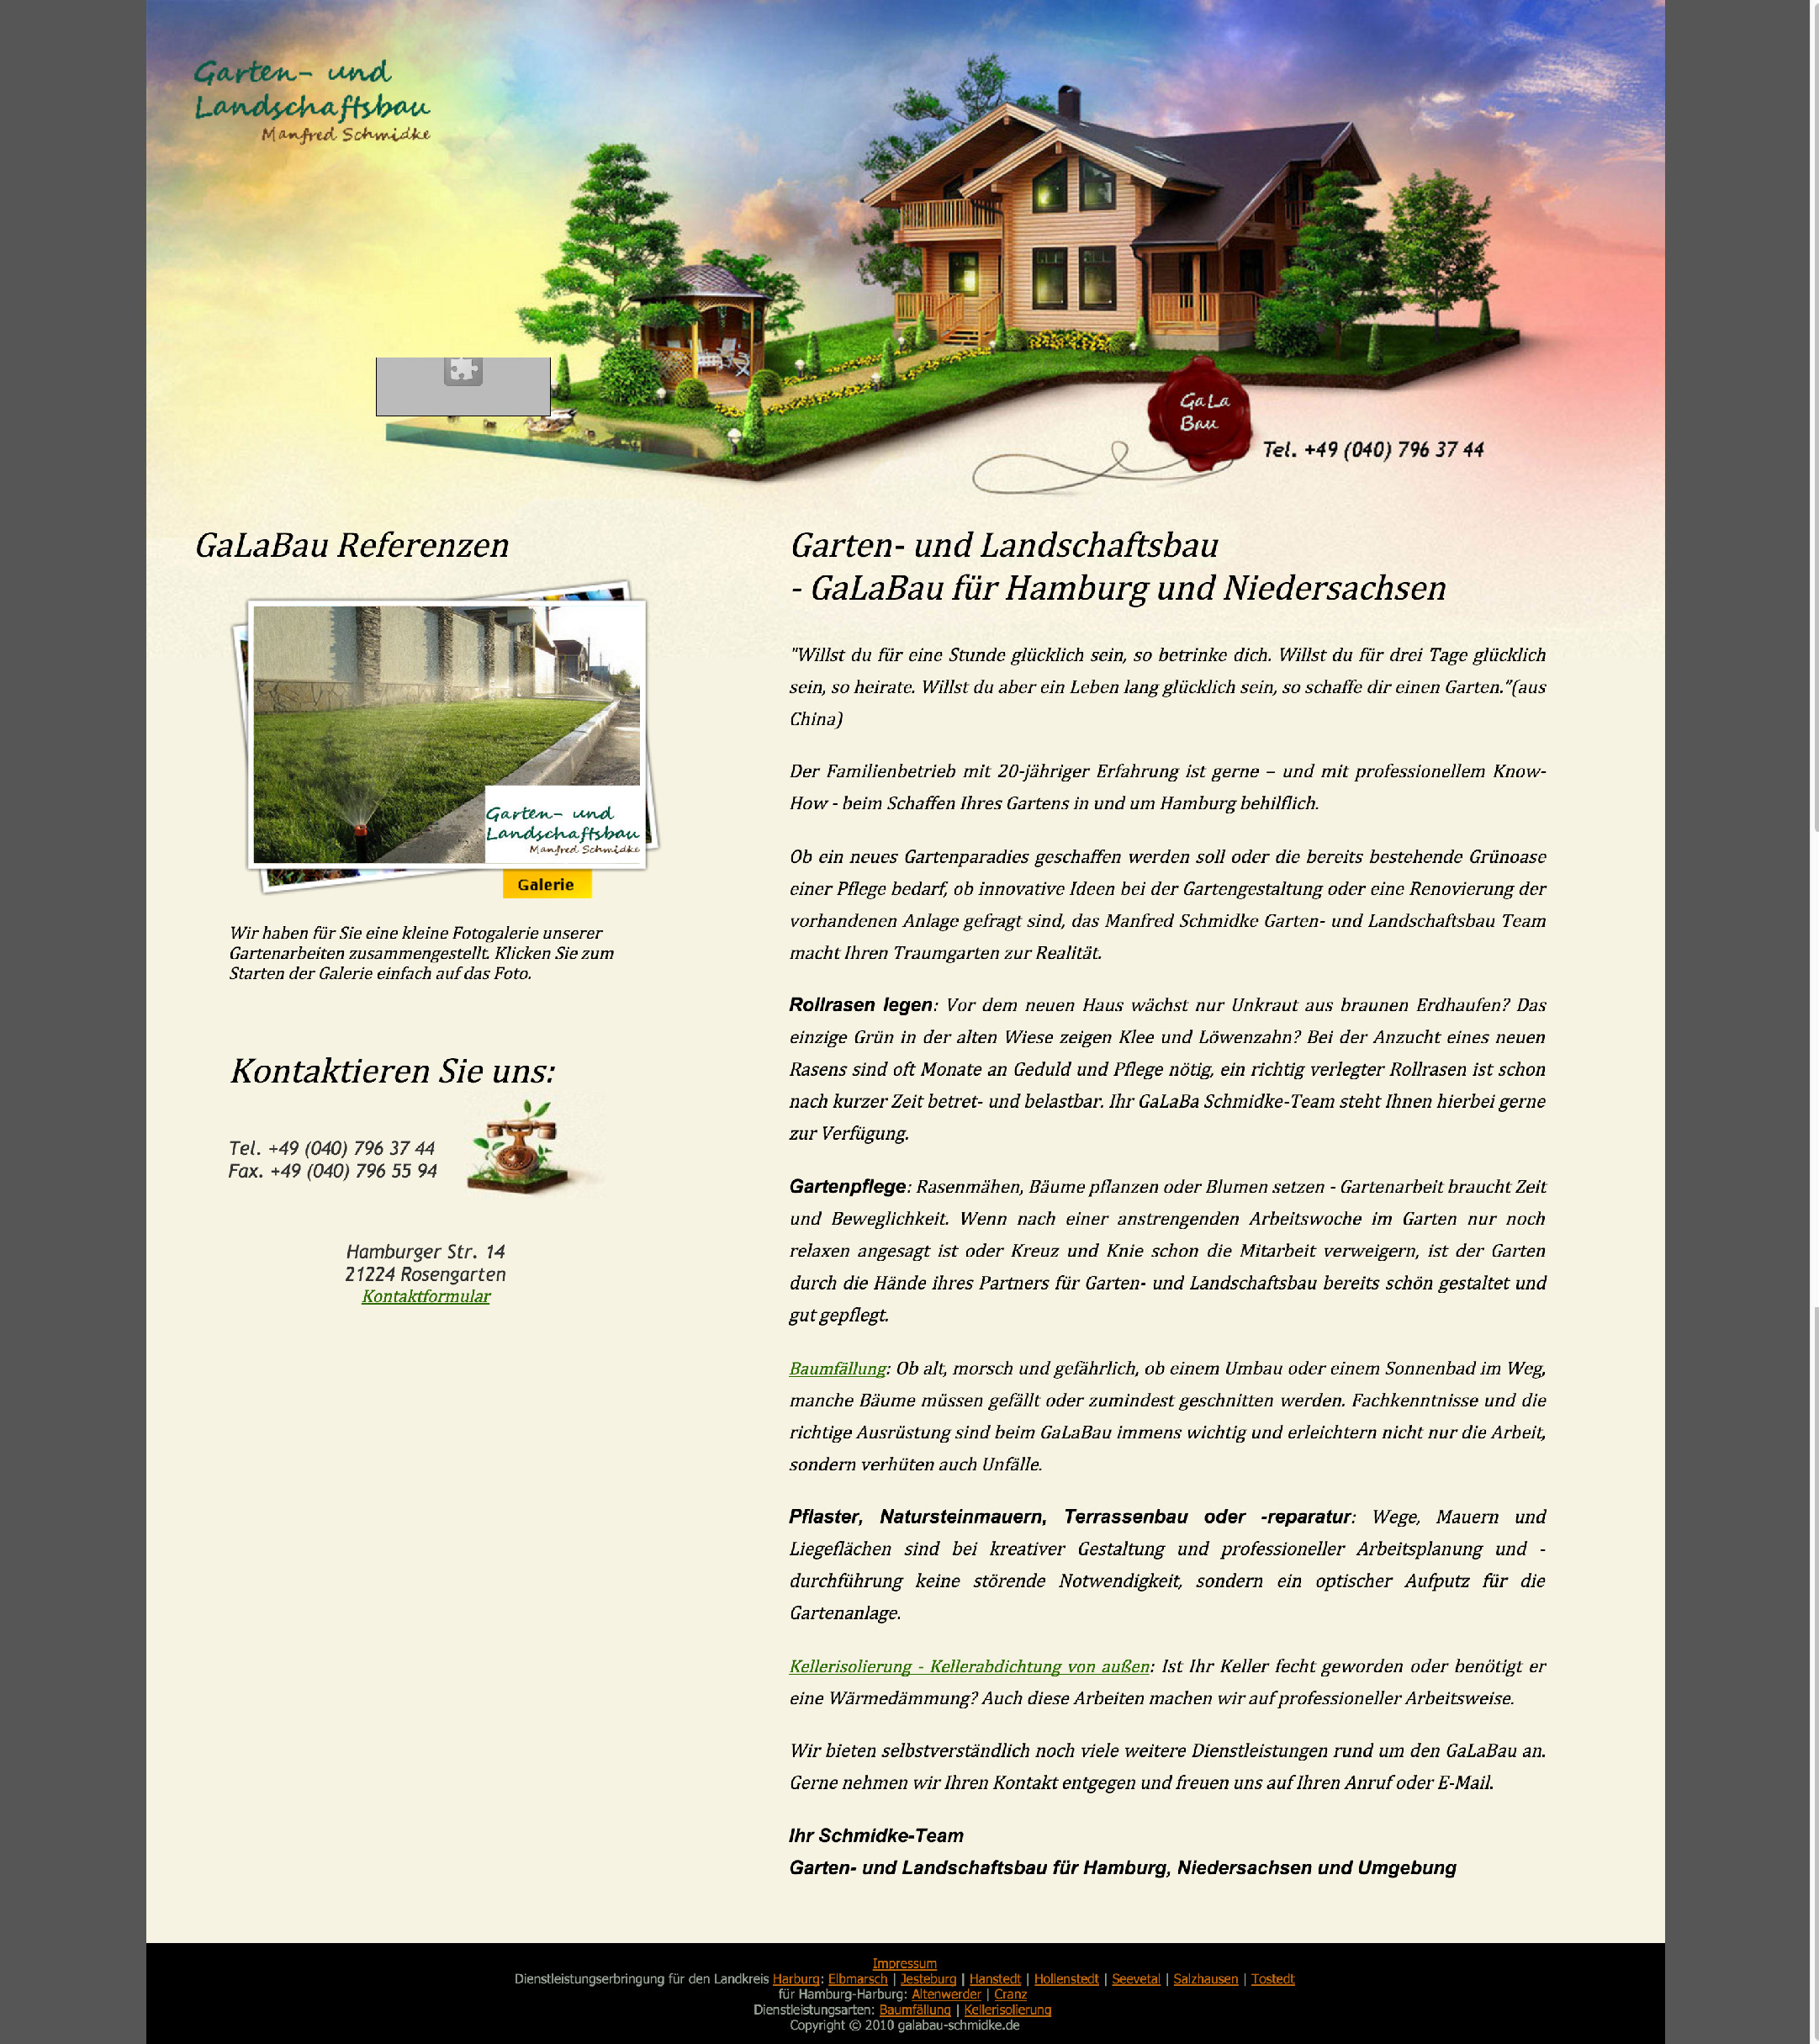 Garten- und
Landschaftsbau
Manfred Schmidke
GaLa
Bau
Tel. +49 (040) 796 37 44
GaLaBau Referenzen
Garten- und
Landschaftsbau
Manfred Schmidke
Galerie
Wir haben für Sie eine kleine Fotogalerie unserer
Gartenarbeiten zusammengestellt. Klicken Sie zum
Starten der Galerie einfach auf das Foto.
Kontaktieren Sie uns:
Tel. +49 (040) 796 37 44
Fax. +49 (040) 796 55 94
Hamburger Str. 14
21224 Rosengarten
Kontaktformular
Garten- und Landschaftsbau
- GaLaBau für Hamburg und Niedersachsen
"Willst du für eine Stunde glücklich sein, so betrinke dich. Willst du für drei Tage glücklich
sein, so heirate. Willst du aber ein Leben lang glücklich sein, so schaffe dir einen Garten.”(aus
China)
Der Familienbetrieb mit 20-jähriger Erfahrung ist gerne – und mit professionellem Know-
How - beim Schaffen Ihres Gartens in und um Hamburg behilflich.
Ob ein neues Gartenparadies geschaffen werden soll oder die bereits bestehende Grünoase
einer Pflege bedarf, ob innovative Ideen bei der Gartengestaltung oder eine Renovierung der
vorhandenen Anlage gefragt sind, das Manfred Schmidke Garten- und Landschaftsbau Team
macht Ihren Traumgarten zur Realität.
Rollrasen legen: Vor dem neuen Haus wächst nur Unkraut aus braunen Erdhaufen? Das
einzige Grün in der alten Wiese zeigen Klee und Löwenzahn? Bei der Anzucht eines neuen
Rasens sind oft Monate an Geduld und Pflege nötig, ein richtig verlegter Rollrasen ist schon
nach kurzer Zeit betret- und belastbar. Ihr GaLaBa Schmidke-Team steht Ihnen hierbei gerne
zur Verfügung.
Gartenpflege: Rasenmähen, Bäume pflanzen oder Blumen setzen - Gartenarbeit braucht Zeit
und Beweglichkeit. Wenn nach einer anstrengenden Arbeitswoche im Garten nur noch
relaxen angesagt ist oder Kreuz und Knie schon die Mitarbeit verweigern, ist der Garten
durch die Hände ihres Partners für Garten- und Landschaftsbau bereits schön gestaltet und
gut gepflegt.
Baumfällung: Ob alt, morsch und gefährlich, ob einem Umbau oder einem Sonnenbad im Weg,
manche Bäume müssen gefällt oder zumindest geschnitten werden. Fachkenntnisse und die
richtige Ausrüstung sind beim GaLaBau immens wichtig und erleichtern nicht nur die Arbeit,
sondern verhüten auch Unfälle.
Pflaster, Natursteinmauern, Terrassenbau oder -reparatur: Wege, Mauern und
Liegeflächen sind bei kreativer Gestaltung und professioneller Arbeitsplanung und -
durchführung keine störende Notwendigkeit, sondern ein optischer Aufputz für die
Gartenanlage.
Kellerisolierung - Kellerabdichtung von außen: Ist Ihr Keller fecht geworden oder benötigt er
eine Wärmedämmung? Auch diese Arbeiten machen wir auf professioneller Arbeitsweise.
Wir bieten selbstverständlich noch viele weitere Dienstleistungen rund um den GaLaBau an.
Gerne nehmen wir Ihren Kontakt entgegen und freuen uns auf Ihren Anruf oder E-Mail.
Ihr Schmidke-Team
Garten- und Landschaftsbau für Hamburg, Niedersachsen und Umgebung
Impressum
Dienstleistungserbringung für den Landkreis Harburg: Elbmarsch | Jesteburg | Hanstedt | Hollenstedt | Seevetal | Salzhausen | Tostedt
für Hamburg-Harburg: Altenwerder | Cranz
Dienstleistungsarten: Baumfällung | Kellerisolierung
Copyright © 2010 galabau-schmidke.de